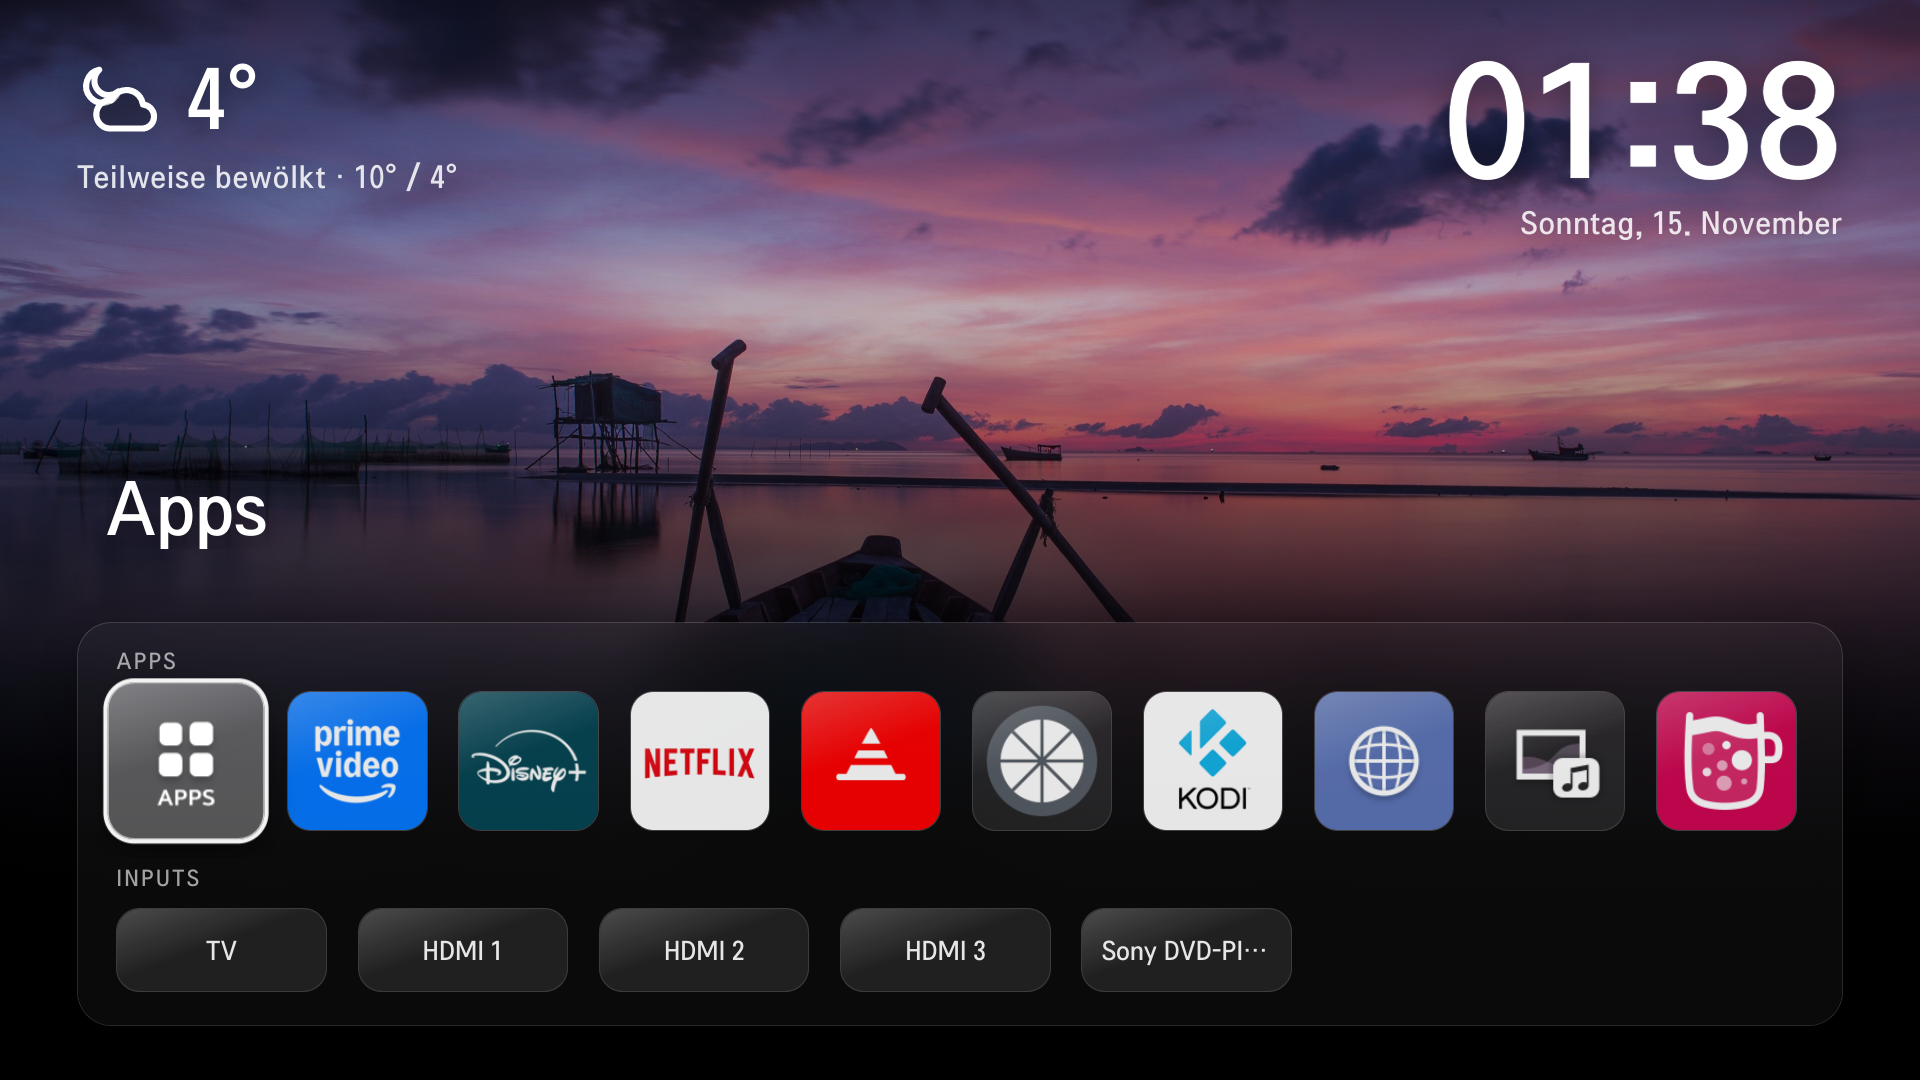 4°
Teilweise bewölkt · 10° / 4°
01:38
Sonntag, 15. November
Apps
APPS
APPS
prime video
Disney+
NETFLIX
KODI
INPUTS
TV
HDMI 1
HDMI 2
HDMI 3
Sony DVD-Pl···